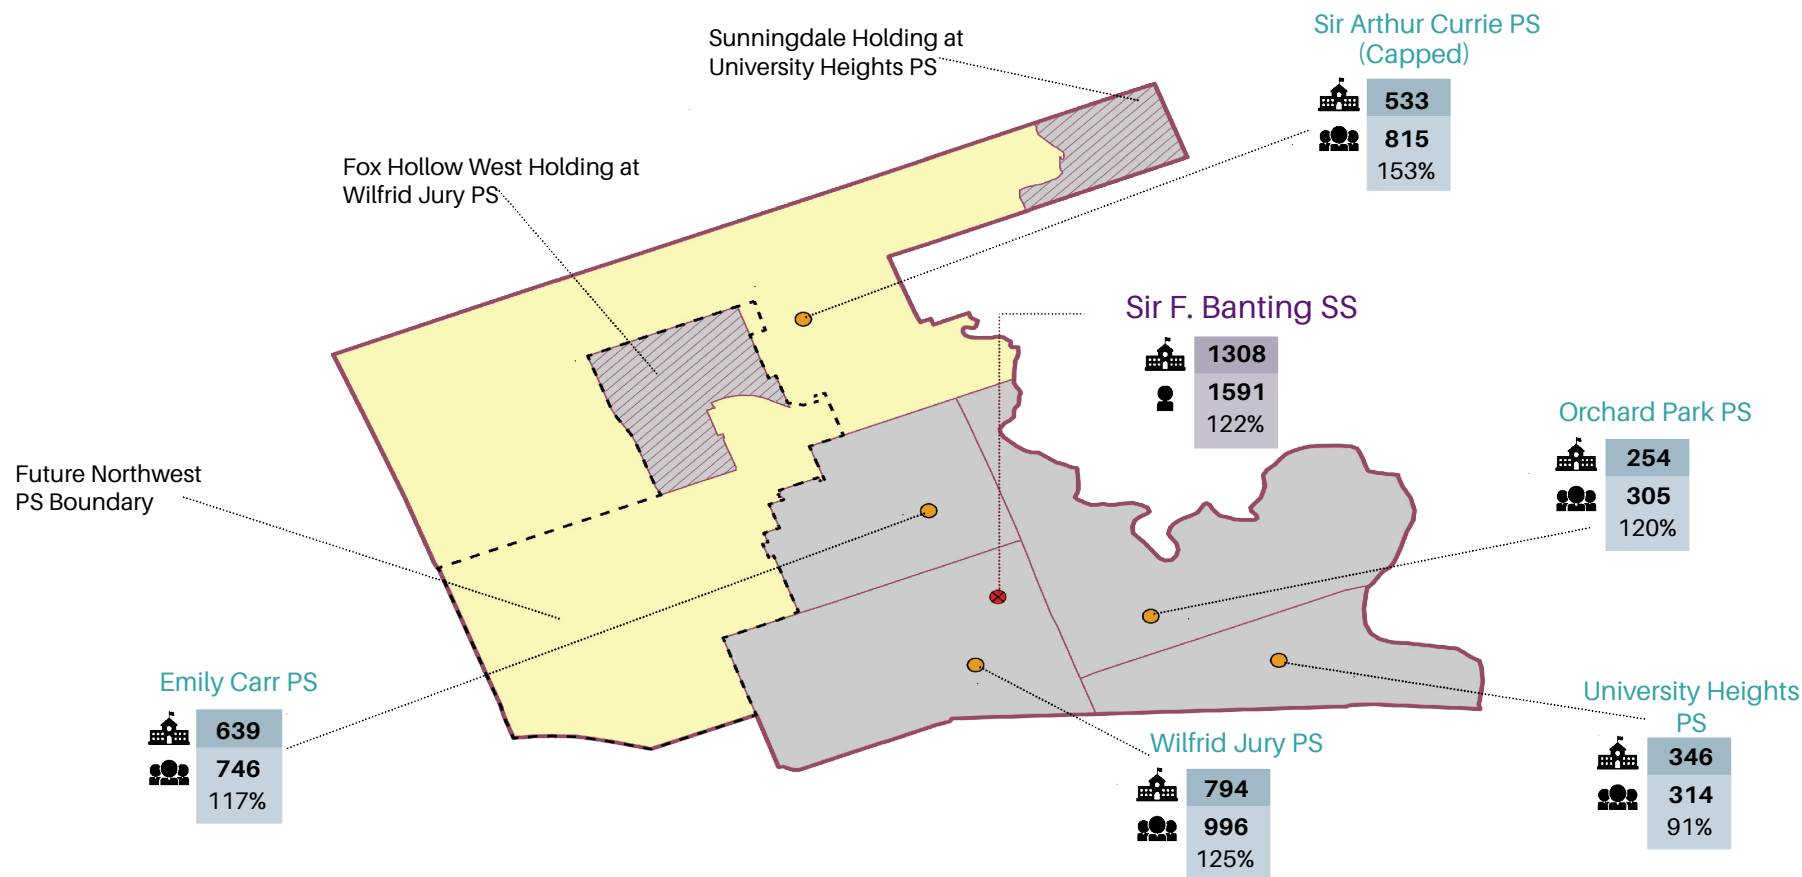 Sir Arthur Currie PS
(Capped)
533
815
153%
Sunningdale Holding at
University Heights PS
Fox Hollow West Holding at
Wilfrid Jury PS
Sir F. Banting SS
1308
1591
122%
Orchard Park PS
254
305
120%
Future Northwest
PS Boundary
Emily Carr PS
639
746
117%
University Heights
PS
346
314
91%
Wilfrid Jury PS
794
996
125%